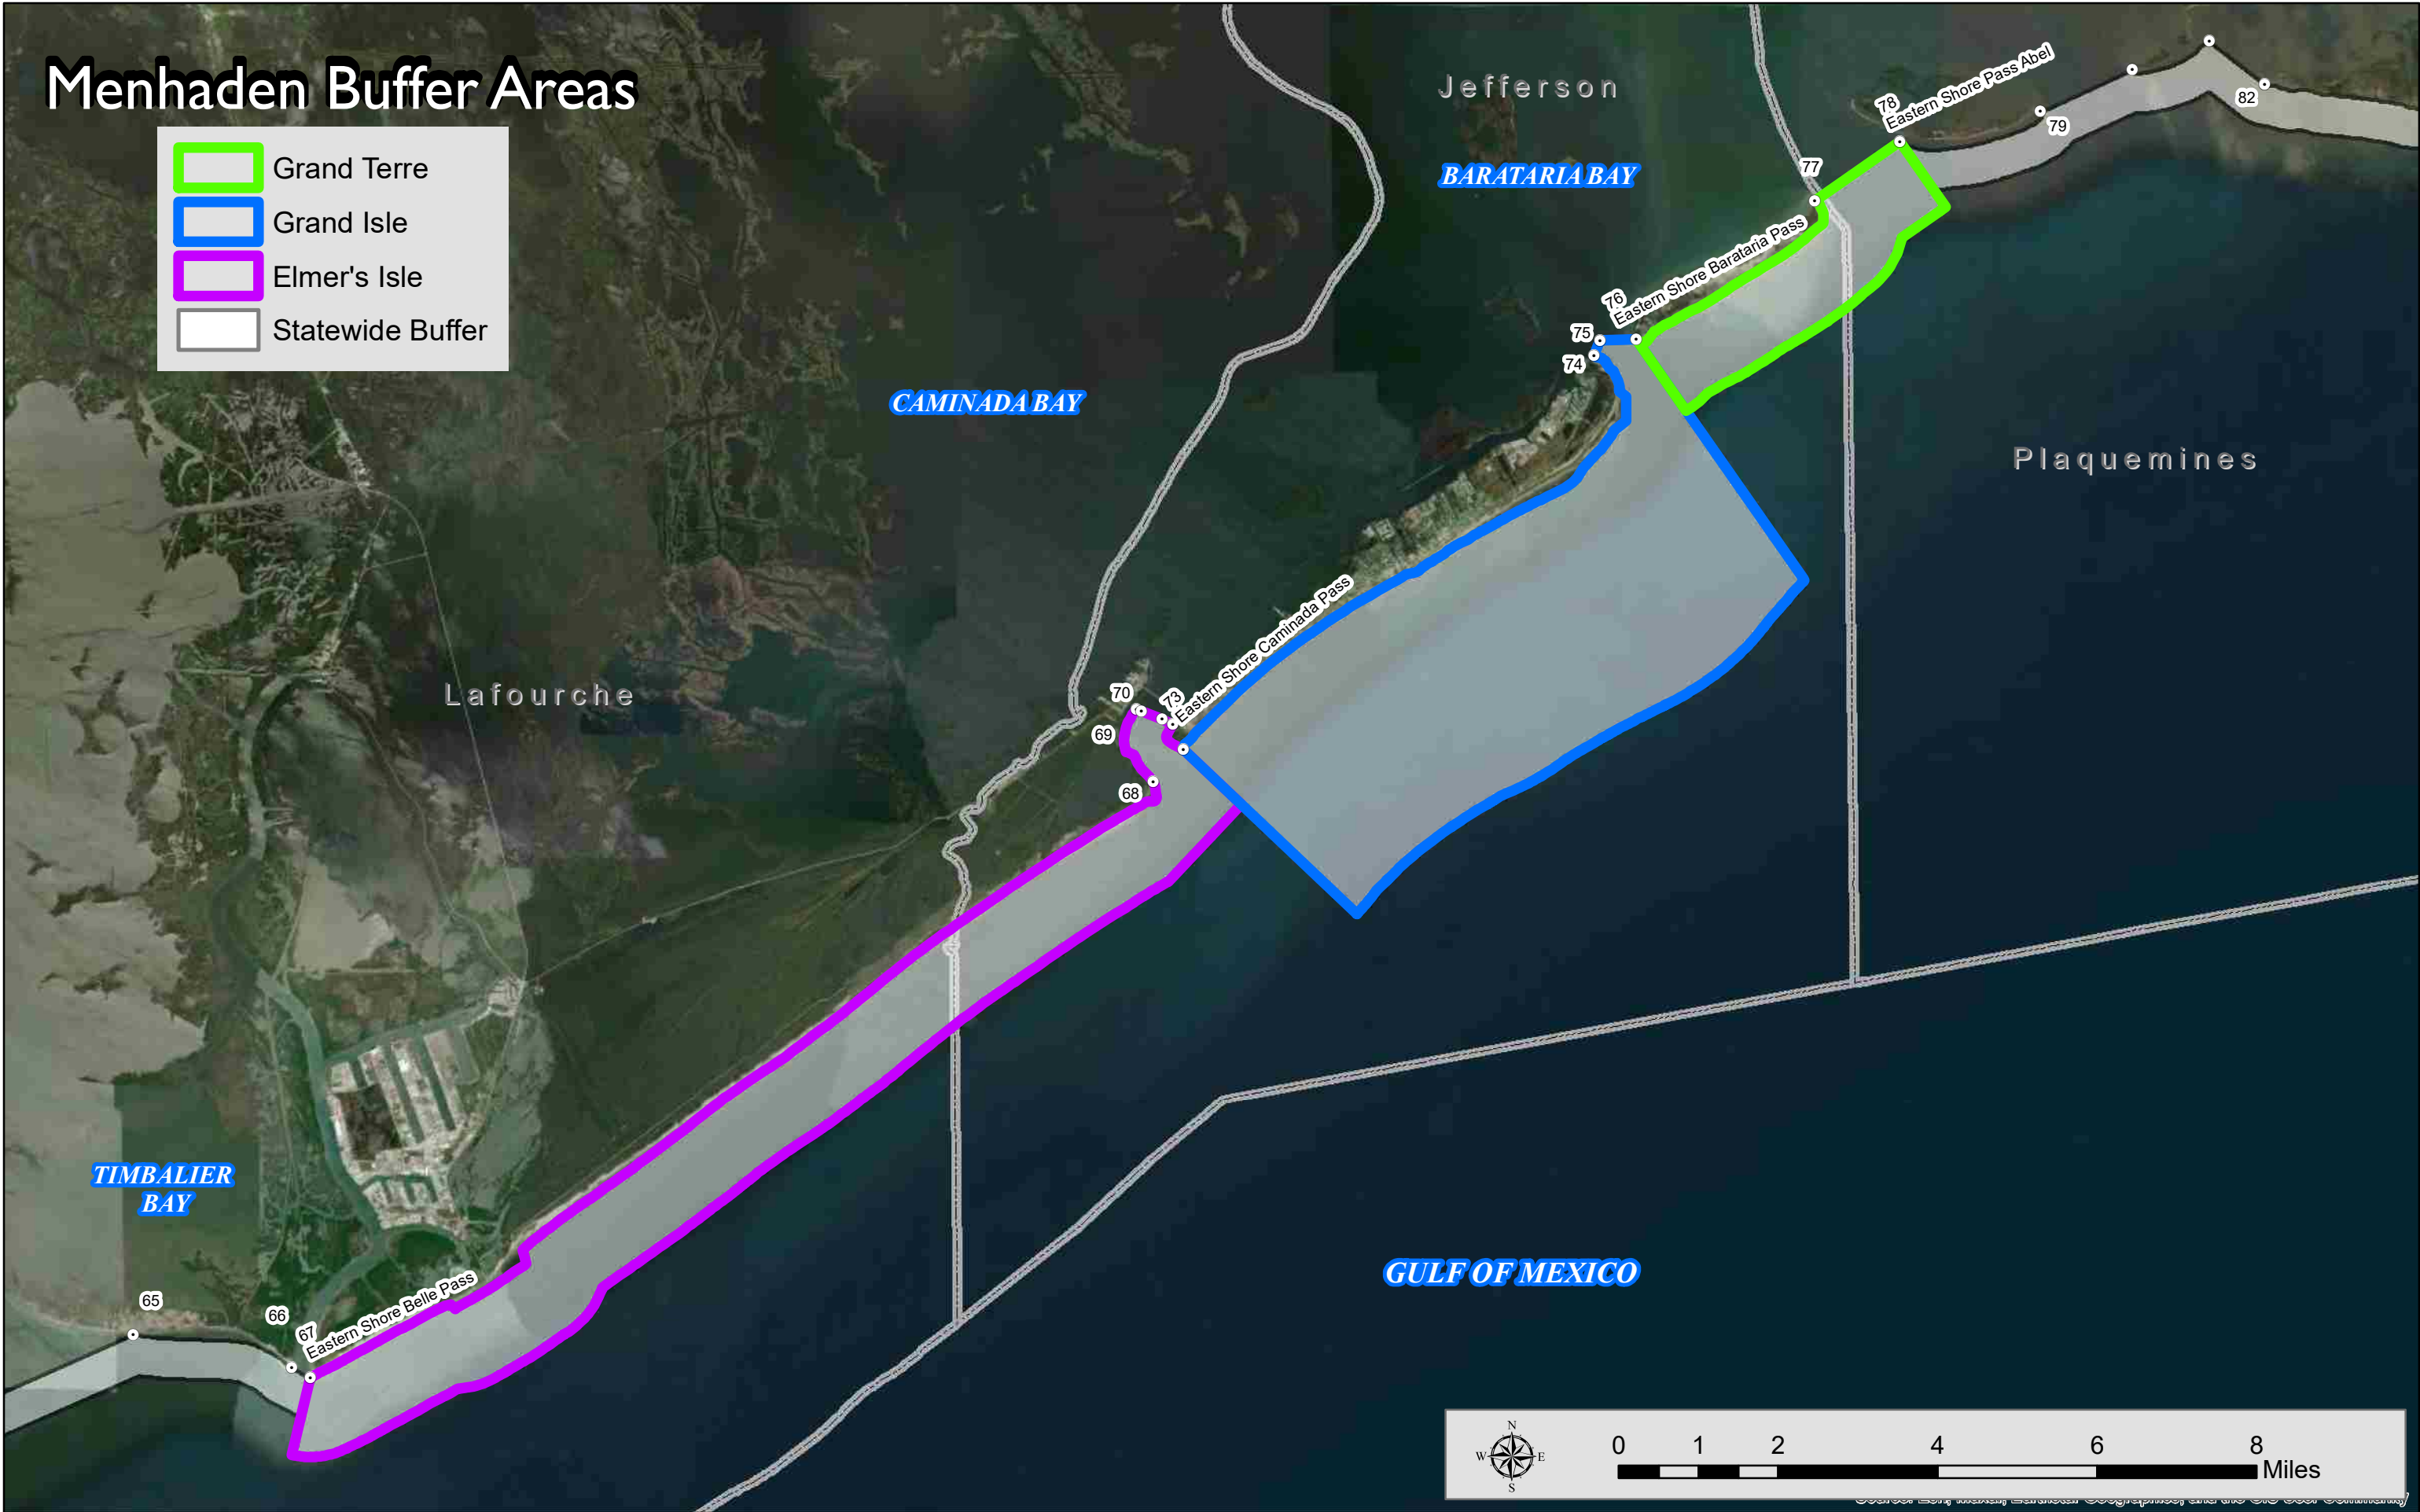 Menhaden Buffer Areas
Grand Terre
Grand Isle
Elmer's Isle
Statewide Buffer
Jefferson
BARATARIA BAY
78
Eastern Shore Pass Abel
79
82
77
76
Eastern Shore Barataria Pass
75
74
CAMINADA BAY
Plaquemines
Lafourche
70
73
Eastern Shore Caminada Pass
69
68
TIMBALIER
BAY
65
66
67
Eastern Shore Belle Pass
GULF OF MEXICO
N
W E
S
0 1 2 4 6 8
Miles